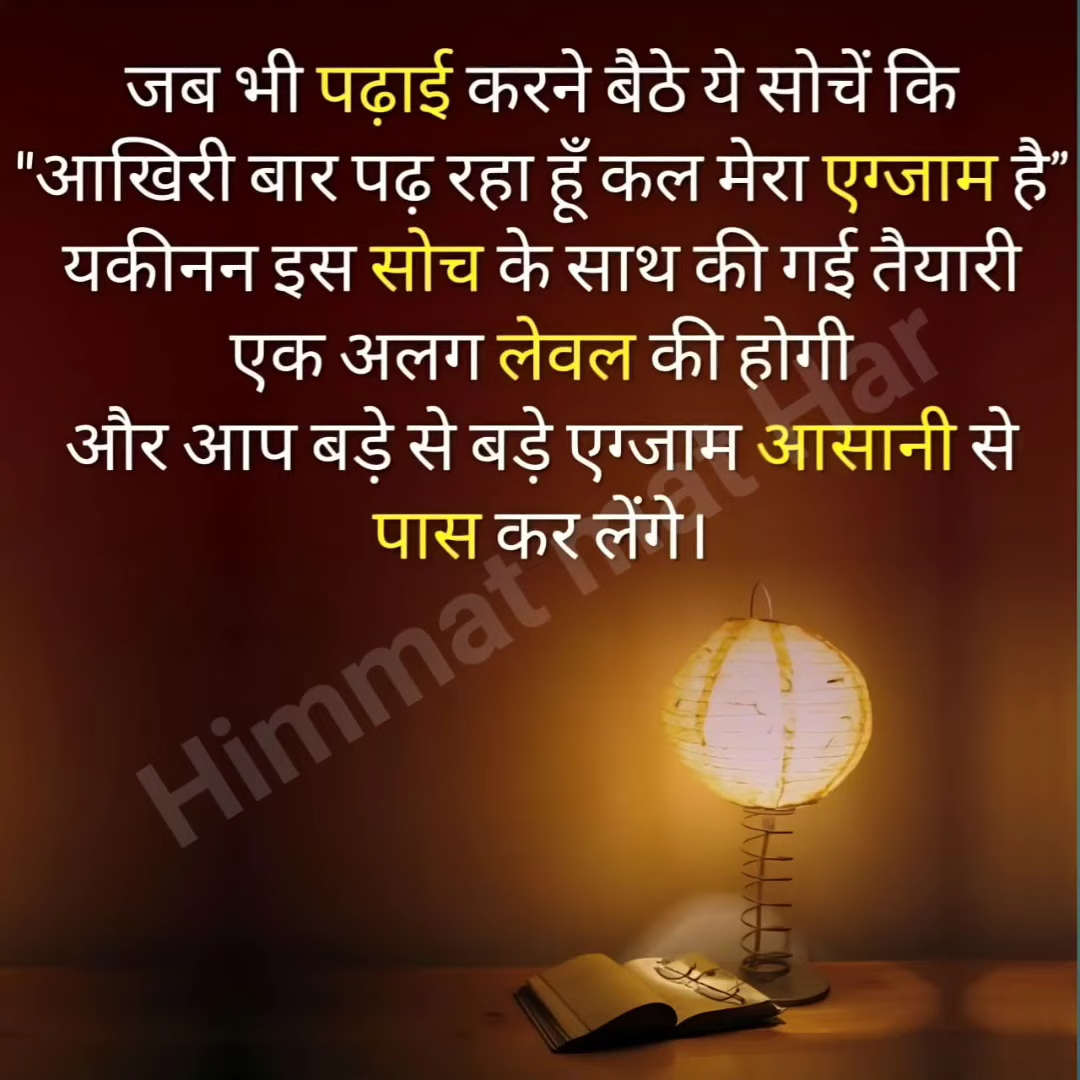 जब भी पढ़ाई करने बैठे ये सोचें कि
"आखिरी बार पढ़ रहा हूँ कल मेरा एग्जाम है”
यकीनन इस सोच के साथ की गई तैयारी
एक अलग लेवल की होगी
और आप बड़े से बड़े एग्जाम आसानी से
पास कर लेंगे।
Himmat mat Har